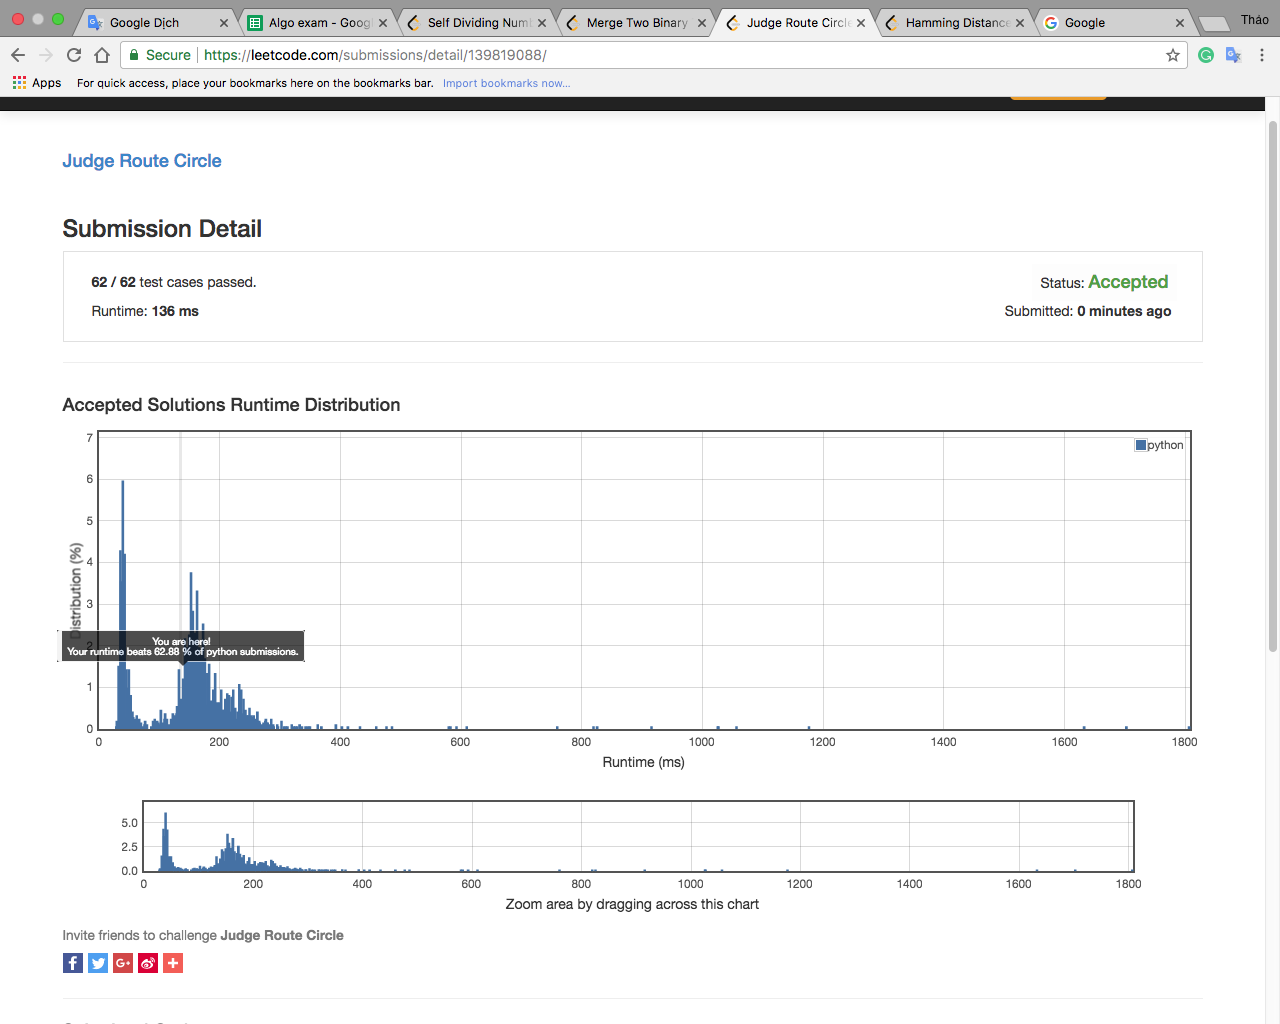 Google Dịch
Algo exam - Goog
Self Dividing Num
Merge Two Binary
Judge Route Circle
Hamming Distance
Google
Tháo
Secure
https://leetcode.com/submissions/detail/139819088/
Apps
For quick access, place your bookmarks here on the bookmarks bar.
Import bookmarks now...
Judge Route Circle
Submission Detail
62 / 62 test cases passed.
Status: Accepted
Runtime: 136 ms
Submitted: 0 minutes ago
Accepted Solutions Runtime Distribution
python
Distribution (%)
7
6
5
4
3
2
1
0
You are here!
Your runtime beats 62.88 % of python submissions.
0 200 400 600 800 1000 1200 1400 1600 1800
Runtime (ms)
5.0
2.5
0.0
0 200 400 600 800 1000 1200 1400 1600 1800
Zoom area by dragging across this chart
Invite friends to challenge Judge Route Circle